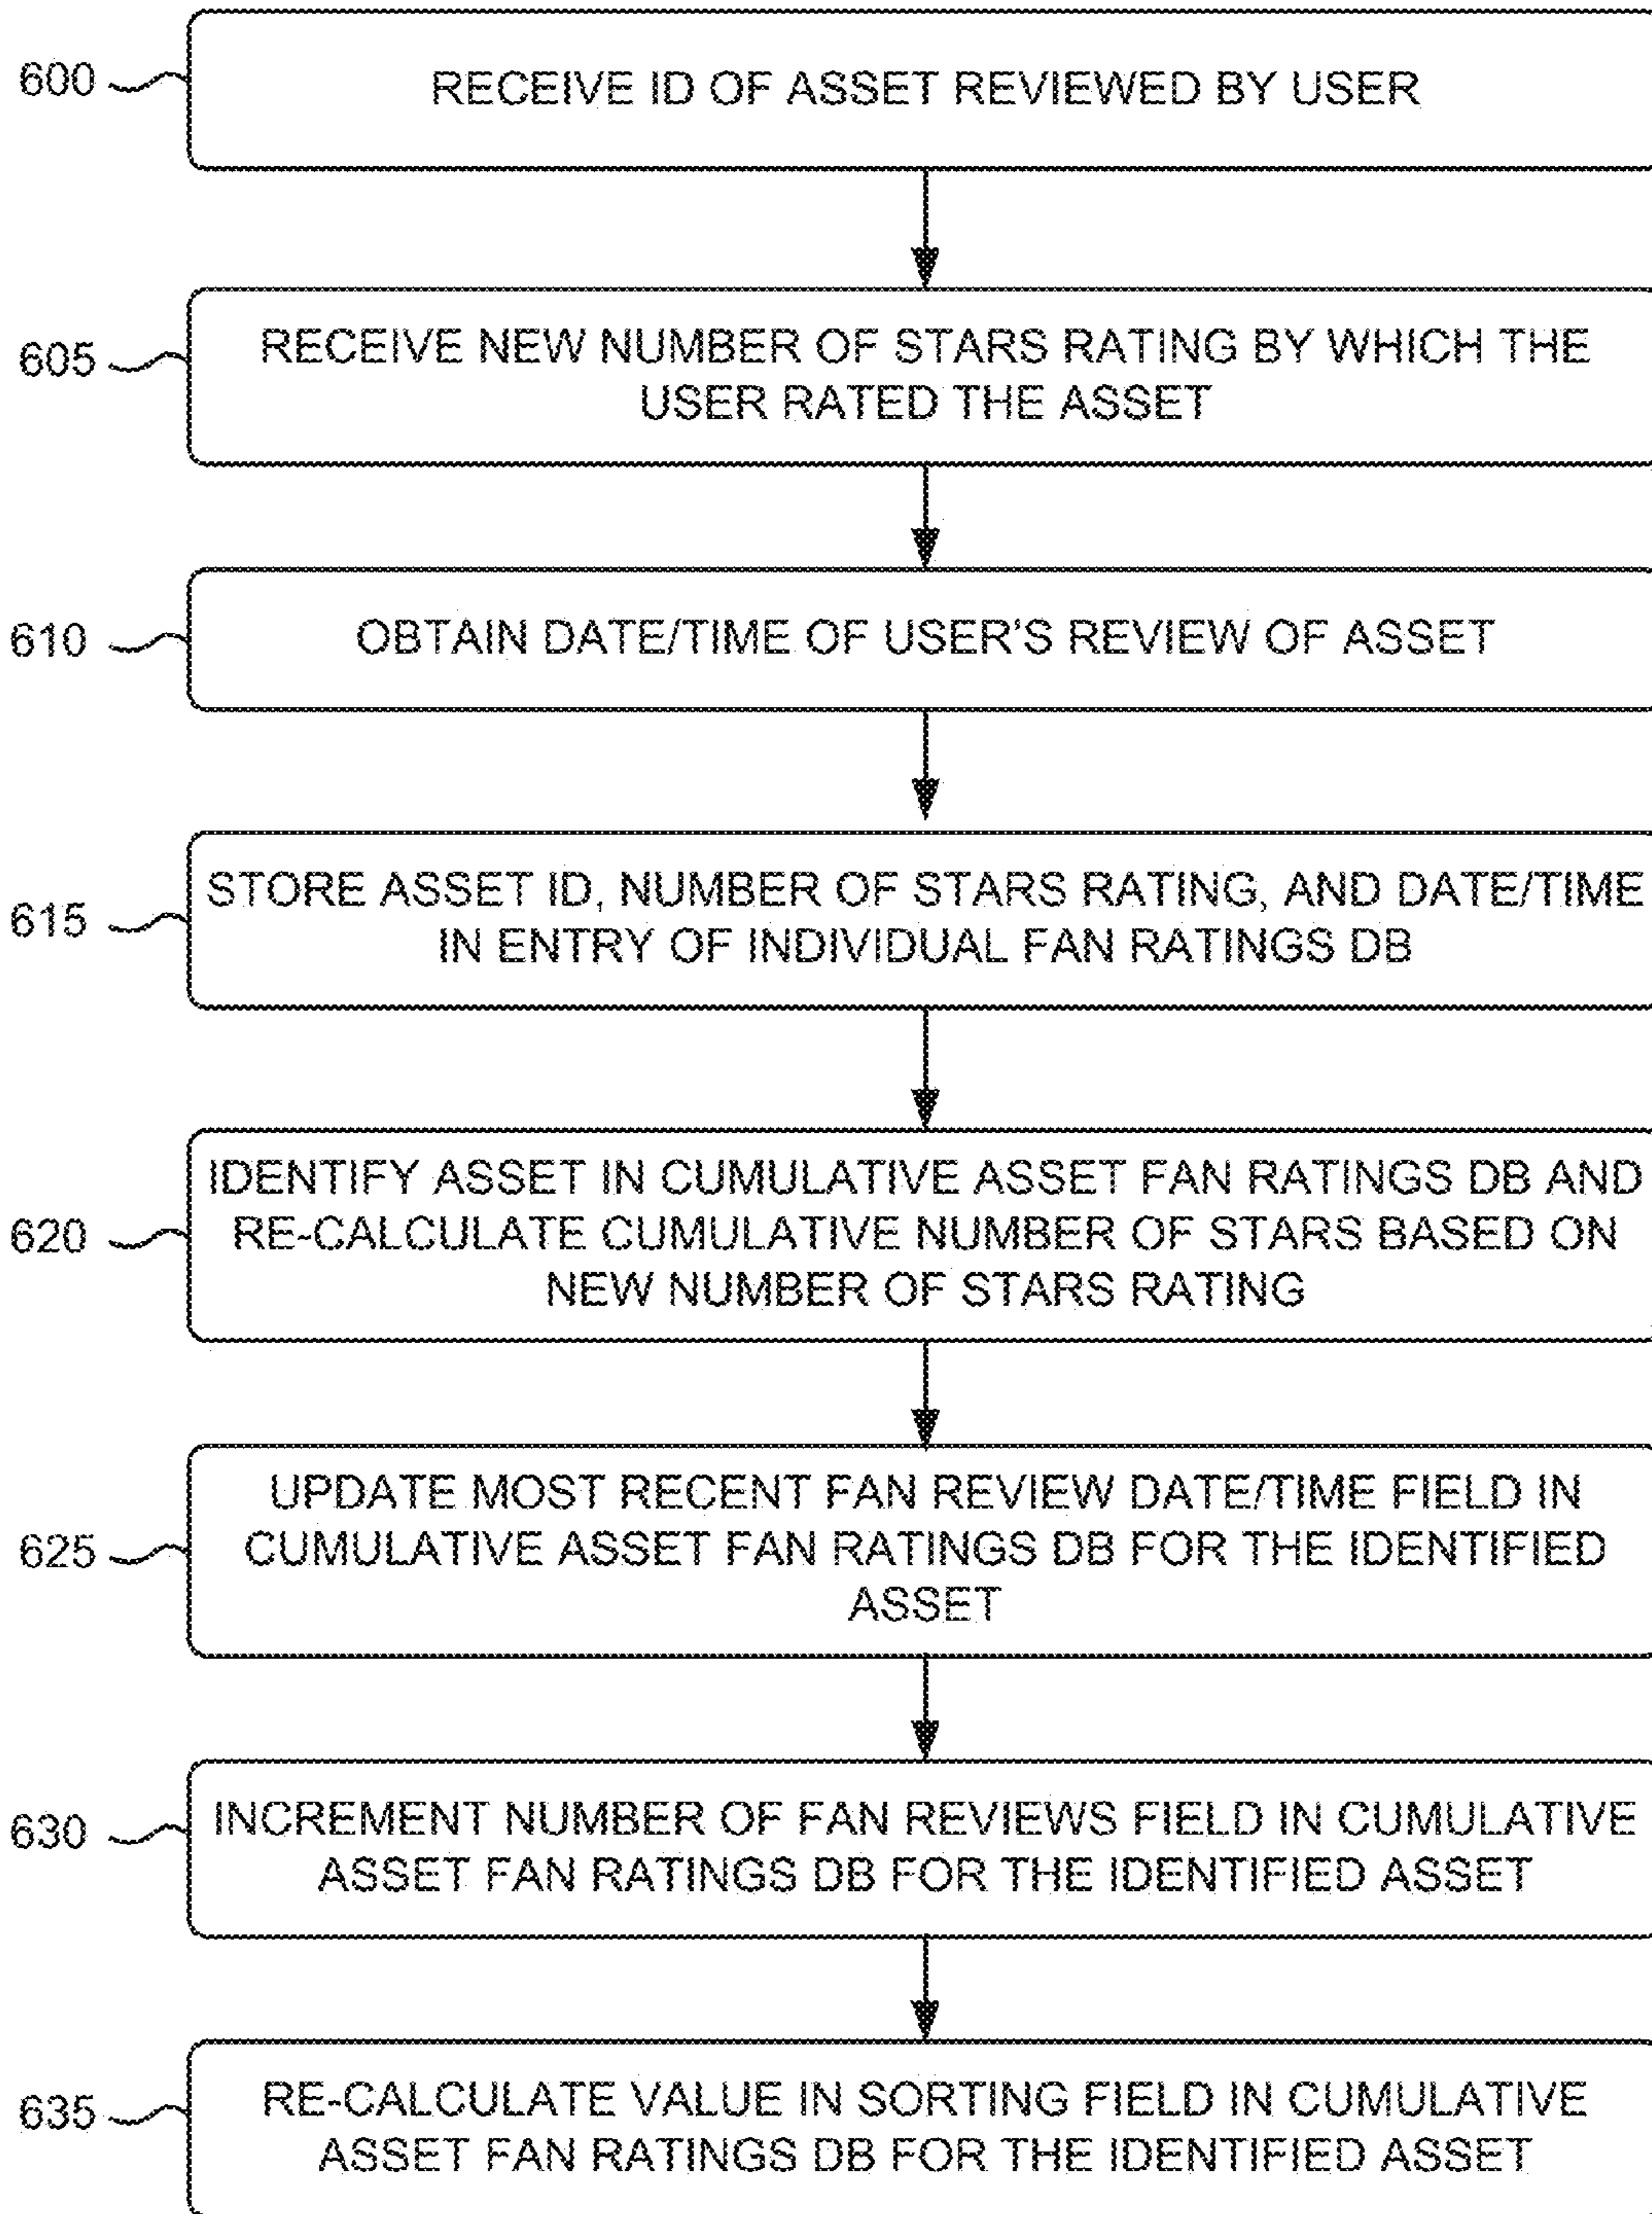 600
RECEIVE ID OF ASSET REVIEWED BY USER
605
RECEIVE NEW NUMBER OF STARS RATING BY WHICH THE
USER RATED THE ASSET
610
OBTAIN DATE/TIME OF USER'S REVIEW OF ASSET
615
STORE ASSET ID, NUMBER OF STARS RATING, AND DATE/TIME
IN ENTRY OF INDIVIDUAL FAN RATINGS DB
620
IDENTIFY ASSET IN CUMULATIVE ASSET FAN RATINGS DB AND
RE-CALCULATE CUMULATIVE NUMBER OF STARS BASED ON
NEW NUMBER OF STARS RATING
625
UPDATE MOST RECENT FAN REVIEW DATE/TIME FIELD IN
CUMULATIVE ASSET FAN RATINGS DB FOR THE IDENTIFIED
ASSET
630
INCREMENT NUMBER OF FAN REVIEWS FIELD IN CUMULATIVE
ASSET FAN RATINGS DB FOR THE IDENTIFIED ASSET
635
RE-CALCULATE VALUE IN SORTING FIELD IN CUMULATIVE
ASSET FAN RATINGS DB FOR THE IDENTIFIED ASSET